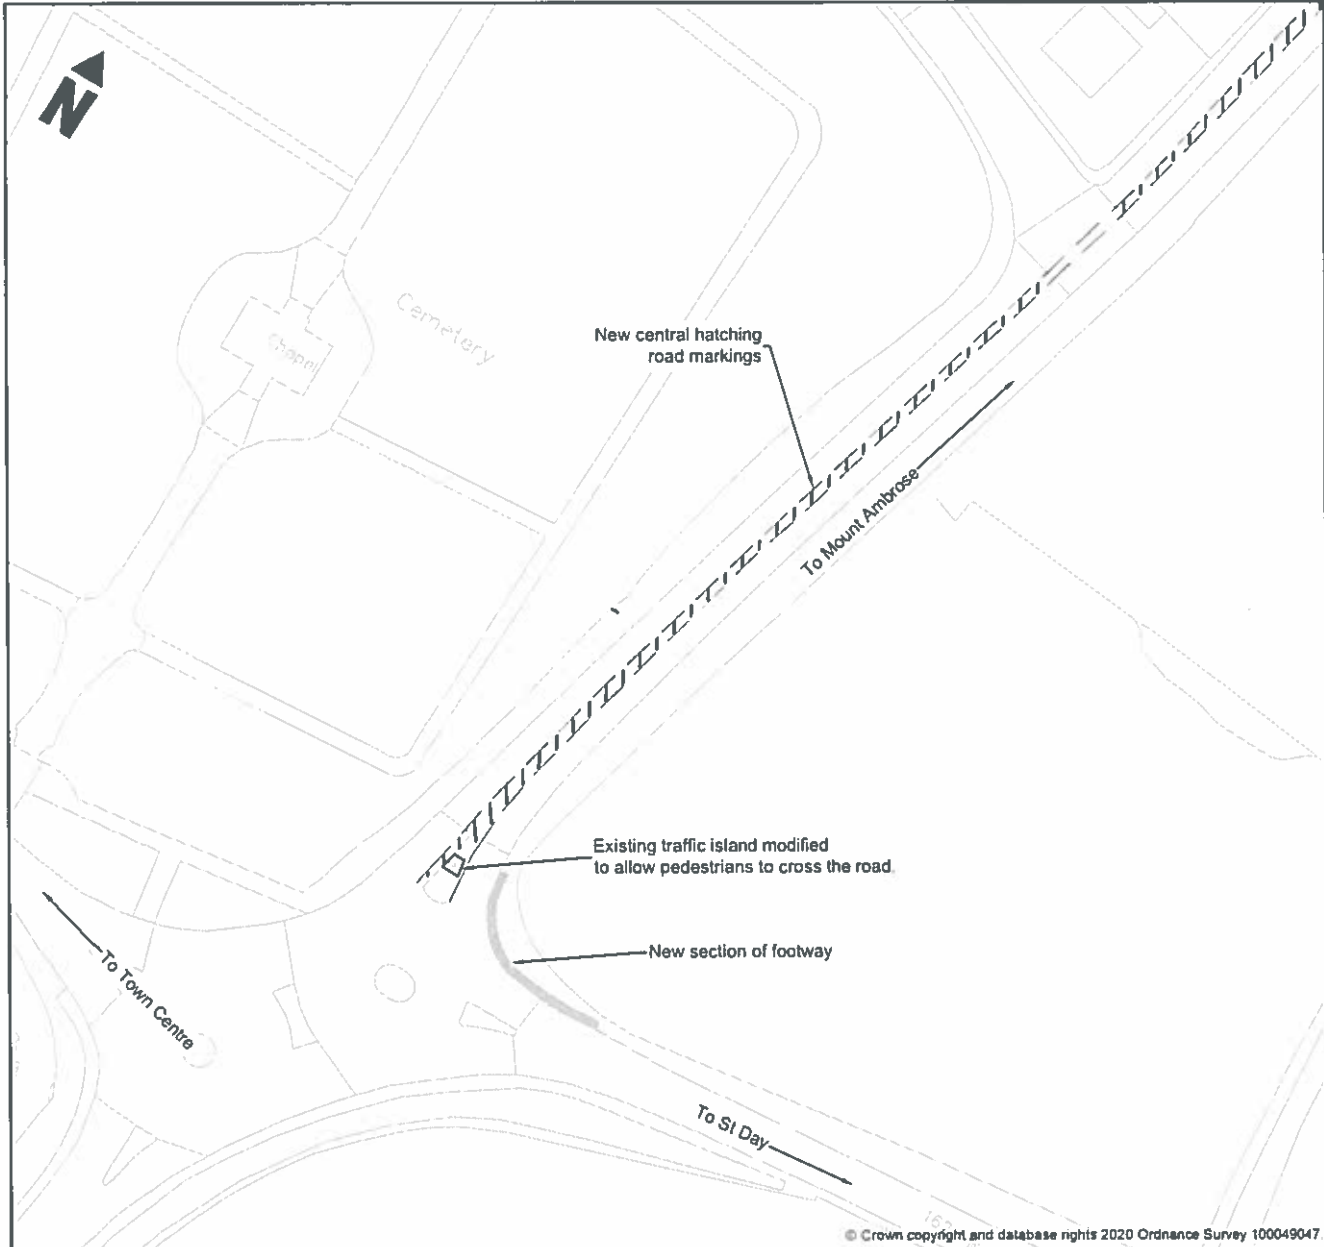 N
Cemetery
Chapel
New central hatching
road markings
To Mount Ambrose
Existing traffic island modified
to allow pedestrians to cross the road.
New section of footway
To Town Centre
To St Day
© Crown copyright and database rights 2020 Ordnance Survey 100049047